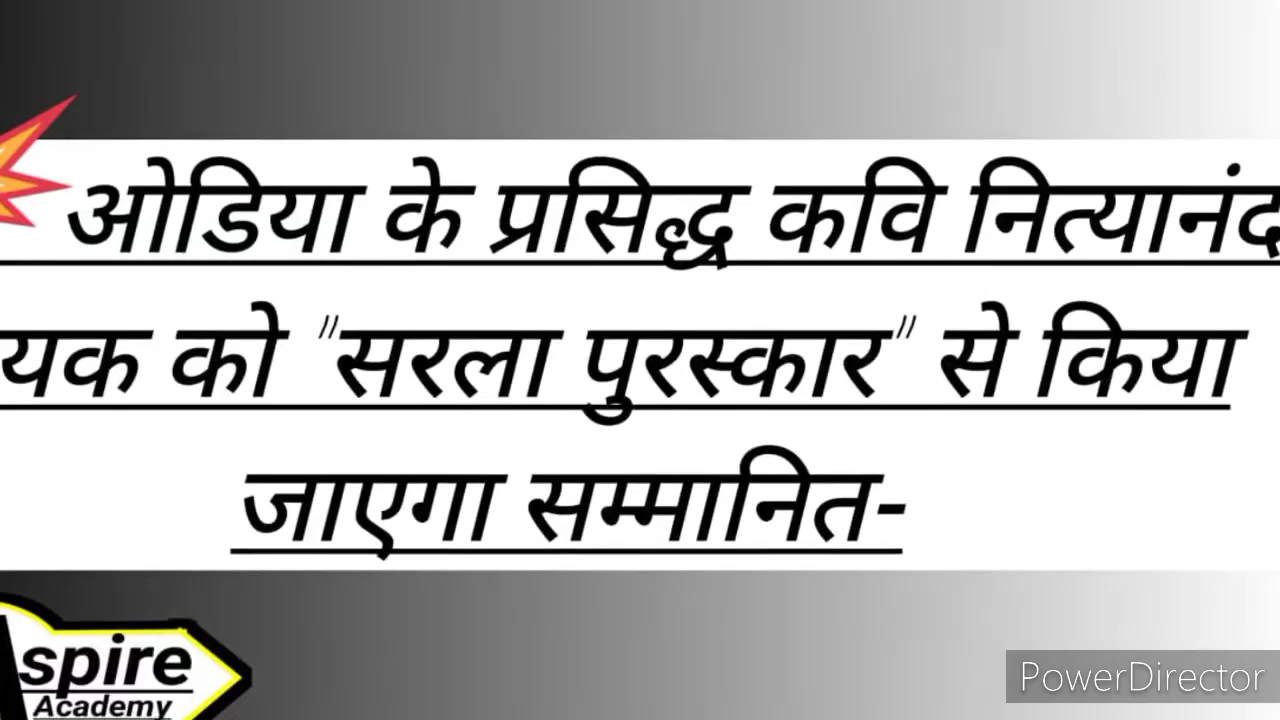 ओडिया के प्रसिद्ध कवि नित्यानंद
यक को "सरला पुरस्कार" से किया
जाएगा सम्मानित-
spire
Academy
PowerDirector